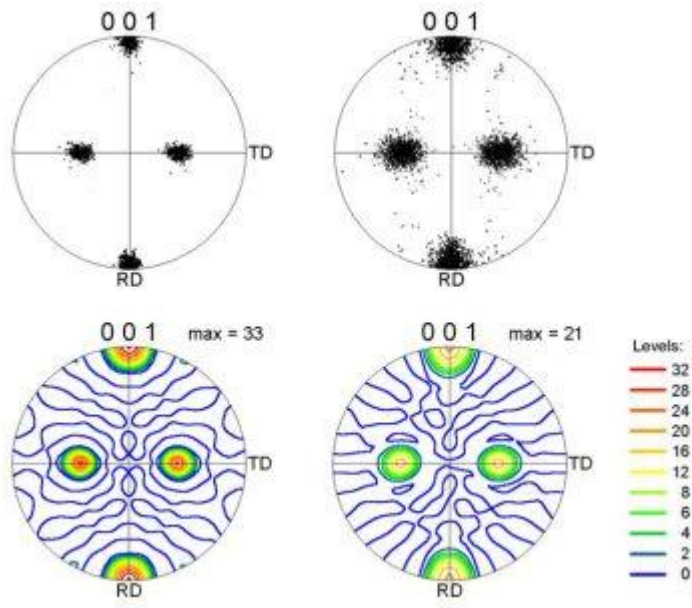 0 0 1
TD
RD
0 0 1
TD
RD
0 0 1 max = 33
TD
RD
0 0 1 max = 21
TD
RD
Levels:
32
28
24
20
16
12
8
6
4
2
0